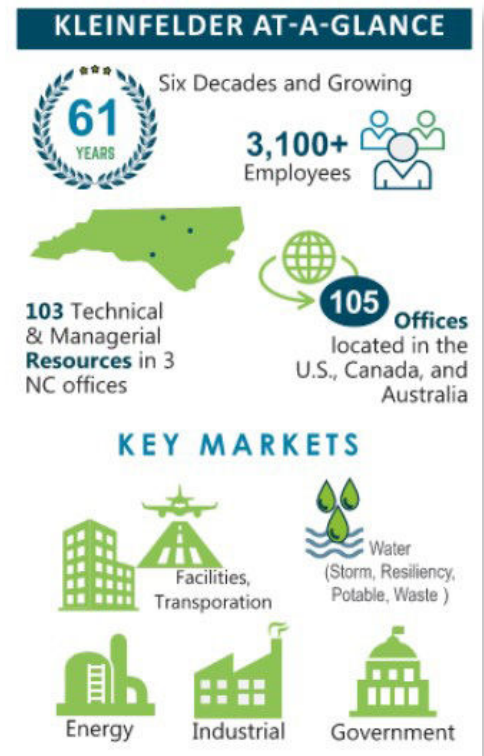 KLEINFELDER AT-A-GLANCE
61
YEARS
Six Decades and Growing
3,100+
Employees
103 Technical
& Managerial
Resources in 3
NC offices
105
Offices
located in the
U.S., Canada, and
Australia
KEY MARKETS
Facilities,
Transporation
Water
(Storm, Resiliency,
Potable, Waste )
Energy
Industrial
Government